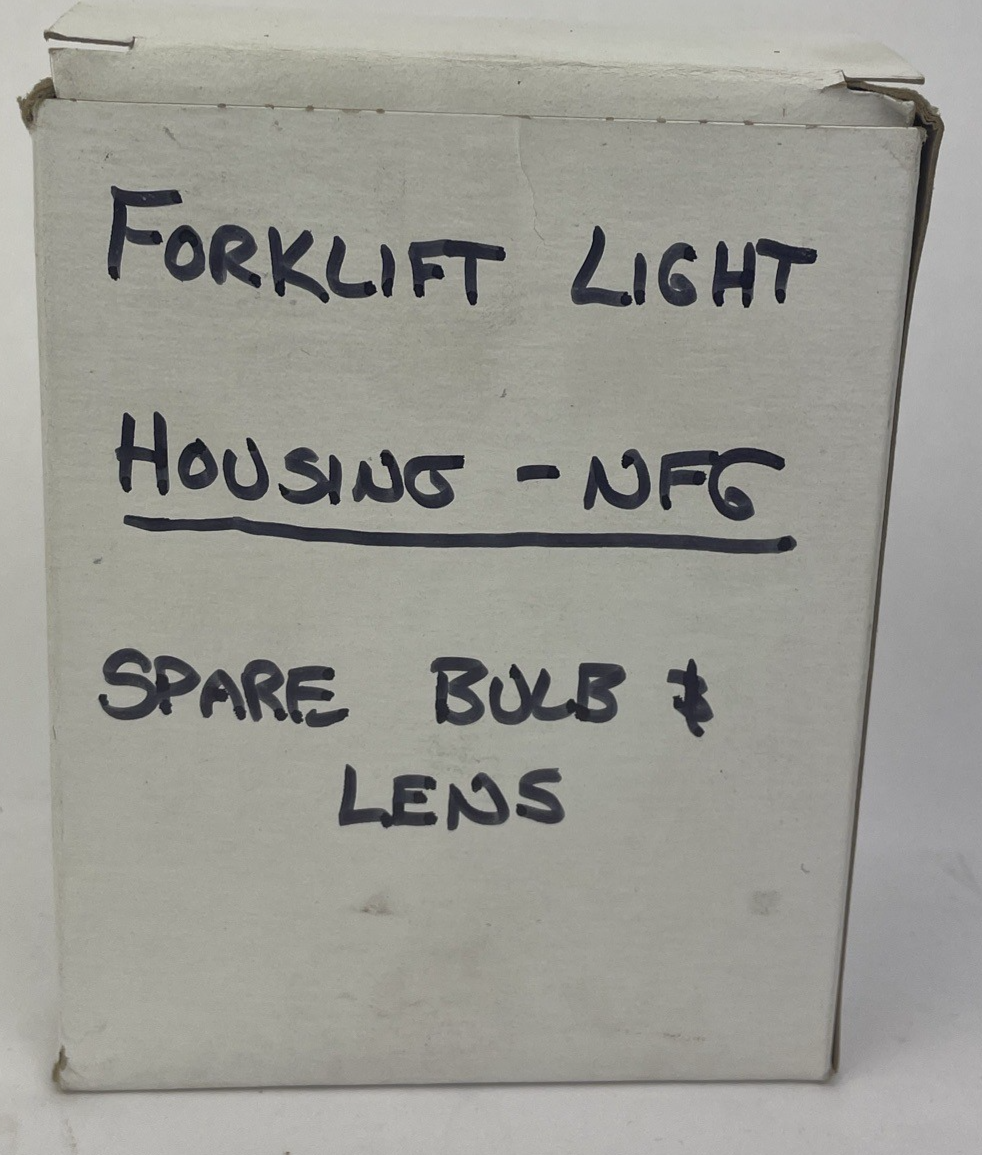 FORKLIFT LIGHT
HOUSING - NFG
SPARE BULB &
LENS